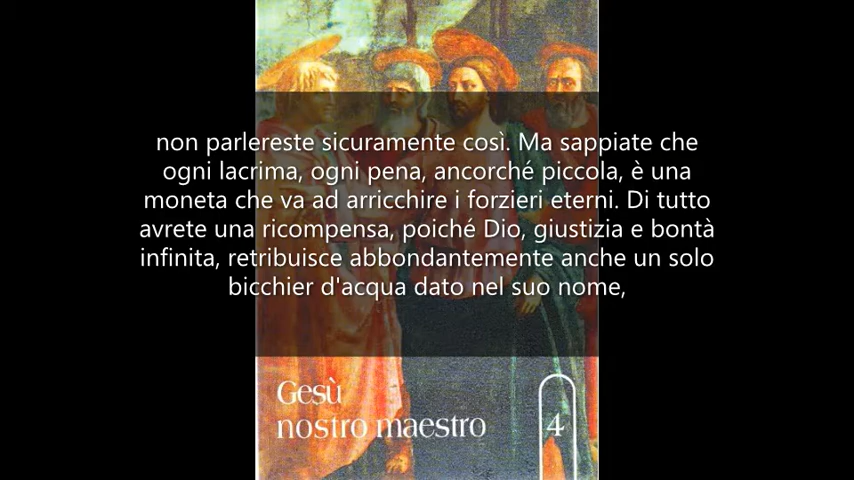 non parlereste sicuramente così. Ma sappiate che
ogni lacrima, ogni pena, ancorché piccola, è una
moneta che va ad arricchire i forzieri eterni. Di tutto
avrete una ricompensa, poiché Dio, giustizia e bontà
infinita, retribuisce abbondantemente anche un solo
bicchier d'acqua dato nel suo nome,
Gesù
nostro maestro
4